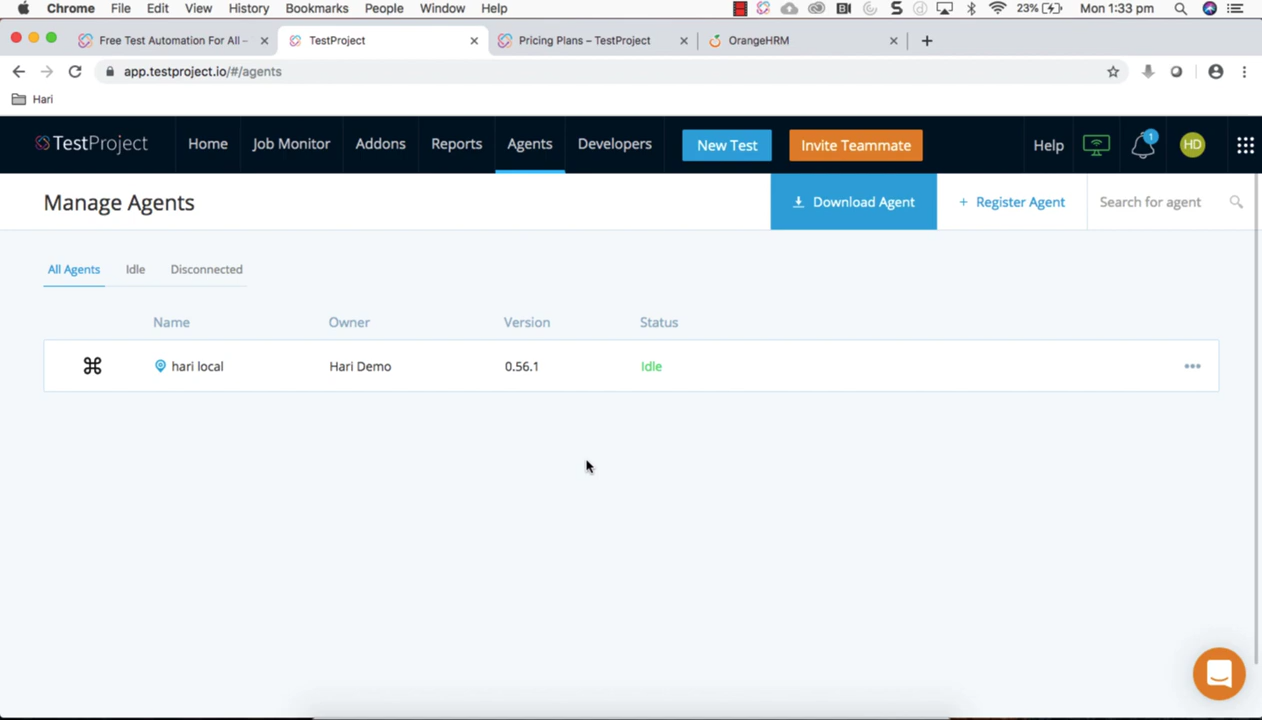 Chrome File Edit View History Bookmarks People Window Help 23% Mon 1:33 pm
Free Test Automation For All – TestProject Pricing Plans – TestProject OrangeHRM
app.testproject.io/#/agents
Hari
TestProject Home Job Monitor Addons Reports Agents Developers New Test Invite Teammate Help 1 HD
Manage Agents Download Agent + Register Agent Search for agent
All Agents Idle Disconnected
Name Owner Version Status
hari local Hari Demo 0.56.1 Idle